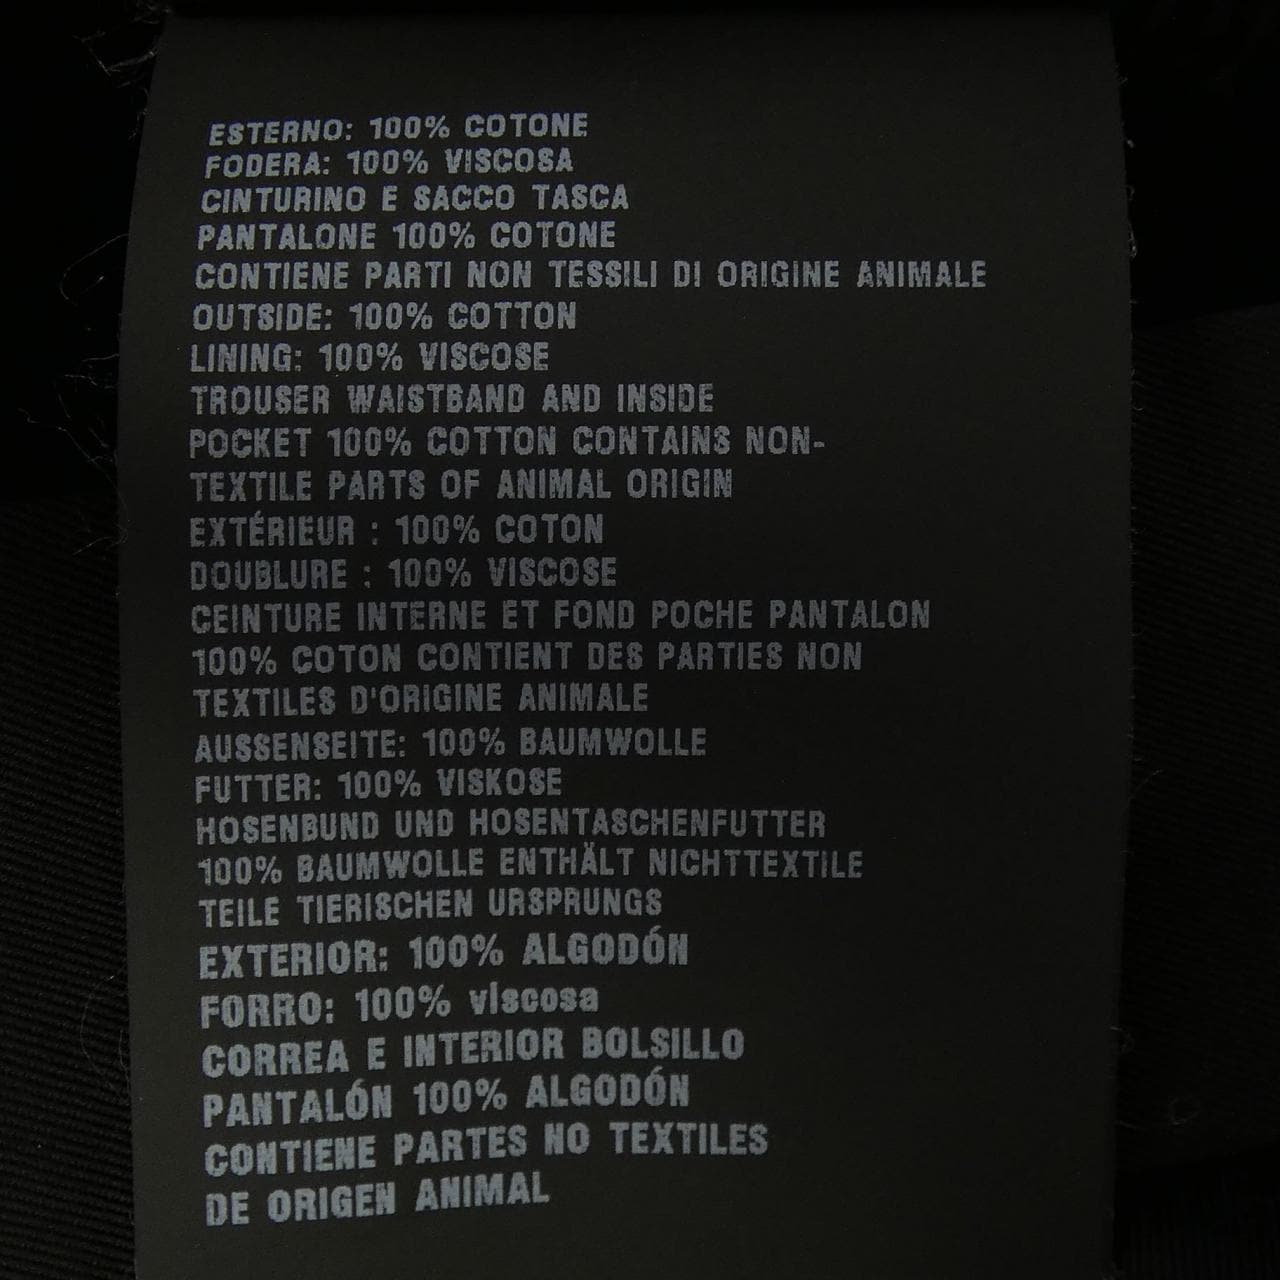 ESTERNO: 100% COTONE
FODERA: 100% VISCOSA
CINTURINO E SACCO TASCA
PANTALONE 100% COTONE
CONTIENE PARTI NON TESSILI DI ORIGINE ANIMALE
OUTSIDE: 100% COTTON
LINING: 100% VISCOSE
TROUSER WAISTBAND AND INSIDE
POCKET 100% COTTON CONTAINS NON-
TEXTILE PARTS OF ANIMAL ORIGIN
EXTÉRIEUR : 100% COTON
DOUBLURE : 100% VISCOSE
CEINTURE INTERNE ET FOND POCHE PANTALON
100% COTON CONTIENT DES PARTIES NON
TEXTILES D'ORIGINE ANIMALE
AUSSENSEITE: 100% BAUMWOLLE
FUTTER: 100% VISKOSE
HOSENBUND UND HOSENTASCHENFUTTER
100% BAUMWOLLE ENTHÄLT NICHTTEXTILE
TEILE TIERISCHEN URSPRUNGS
EXTERIOR: 100% ALGODÓN
FORRO: 100% viscosa
CORREA E INTERIOR BOLSILLO
PANTALÓN 100% ALGODÓN
CONTIENE PARTES NO TEXTILES
DE ORIGEN ANIMAL